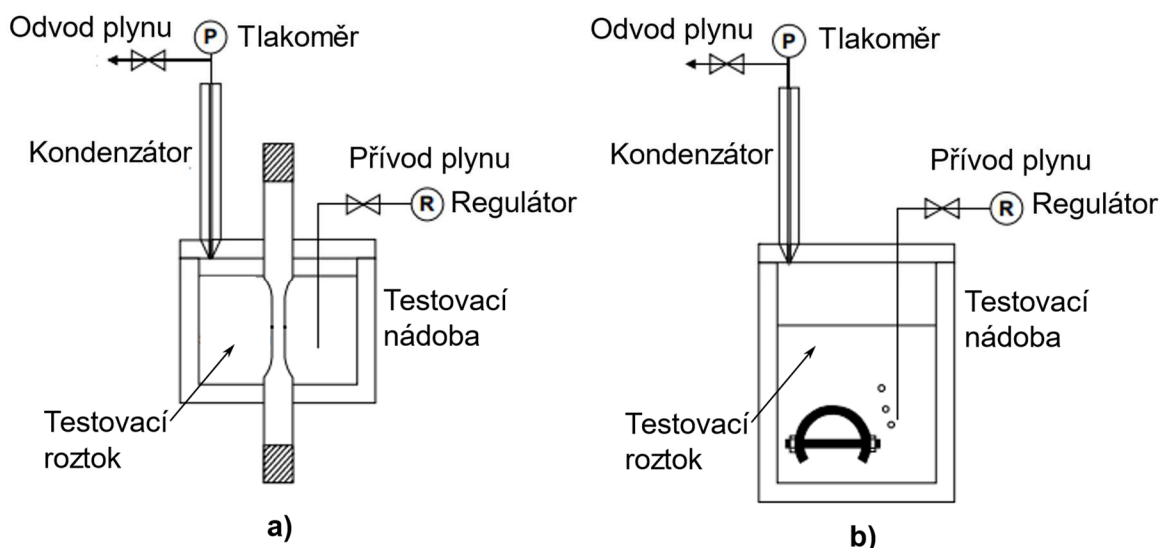 Odvod plynu
P
Tlakoměr
Kondenzátor
Přívod plynu
R
Regulátor
Testovací
nádoba
Testovací
roztok
a)
Odvod plynu
P
Tlakoměr
Kondenzátor
Přívod plynu
R
Regulátor
Testovací
nádoba
Testovací
roztok
b)